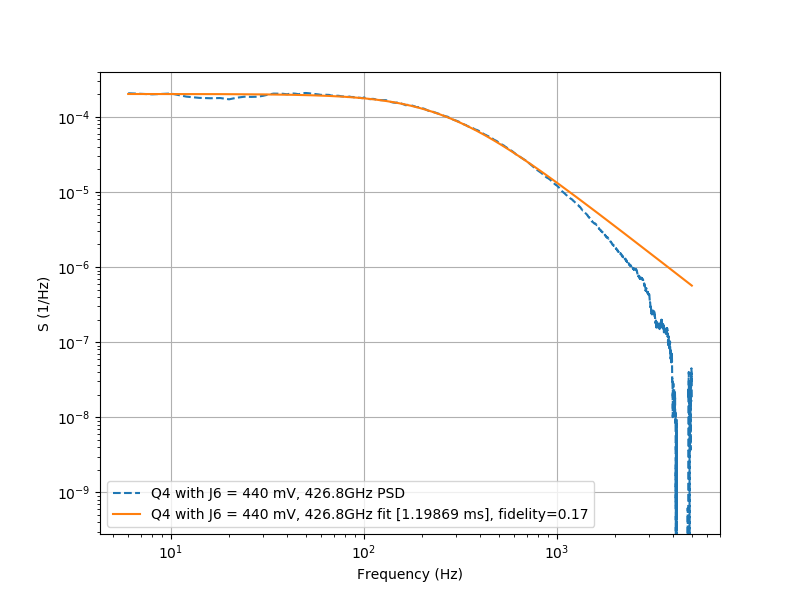 10⁻⁴
10⁻⁵
10⁻⁶
10⁻⁷
10⁻⁸
10⁻⁹
S (1/Hz)
Q4 with J6 = 440 mV, 426.8GHz PSD
Q4 with J6 = 440 mV, 426.8GHz fit [1.19869 ms], fidelity=0.17
10¹ 10² 10³
Frequency (Hz)